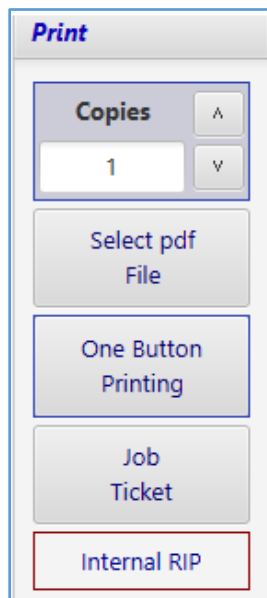 Print
Copies
ʌ
1
v
Select pdf
File
One Button
Printing
Job
Ticket
Internal RIP